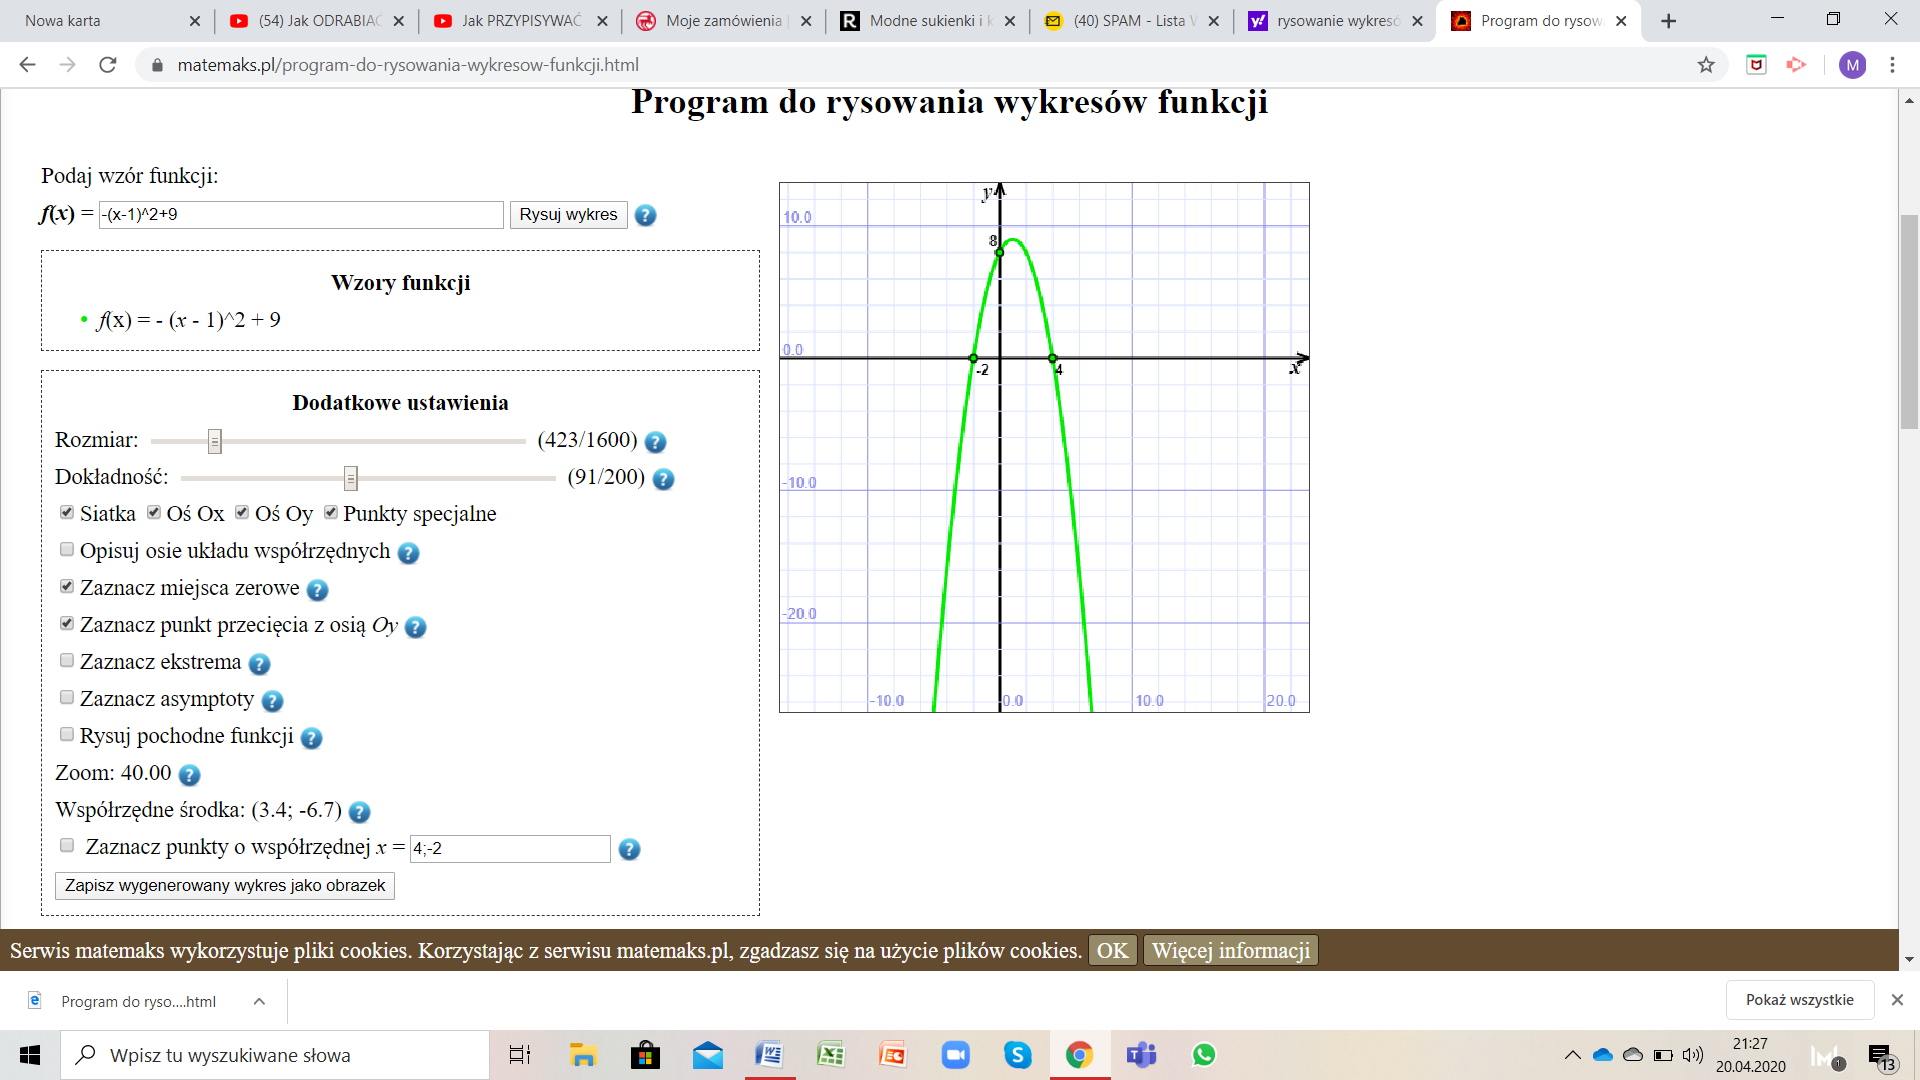 Nowa karta
(54) Jak ODRABIAĆ
Jak PRZYPISYWAĆ
Moje zamówienia
Modne sukienki i k
(40) SPAM - Lista
rysowanie wykresó
Program do rysow
matemaks.pl/program-do-rysowania-wykresow-funkcji.html
M
Program do rysowania wykresów funkcji
Podaj wzór funkcji:
f(x) = -(x-1)^2+9 Rysuj wykres ?
Wzory funkcji
• f(x) = - (x - 1)^2 + 9
Dodatkowe ustawienia
Rozmiar: (423/1600) ?
Dokładność: (91/200) ?
Siatka Oś Ox Oś Oy Punkty specjalne
Opisuj osie układu współrzędnych ?
Zaznacz miejsca zerowe ?
Zaznacz punkt przecięcia z osią Oy ?
Zaznacz ekstrema ?
Zaznacz asymptoty ?
Rysuj pochodne funkcji ?
Zoom: 40.00 ?
Współrzędne środka: (3.4; -6.7) ?
Zaznacz punkty o współrzędnej x = 4;-2 ?
Zapisz wygenerowany wykres jako obrazek
y
10.0
8
0.0
-2
4
x
-10.0
-20.0
-10.0
0.0
10.0
20.0
Serwis matemaks wykorzystuje pliki cookies. Korzystając z serwisu matemaks.pl, zgadzasz się na użycie plików cookies. OK Więcej informacji
Program do ryso....html
Pokaż wszystkie
Wpisz tu wyszukiwane słowa
21:27
20.04.2020
1
13